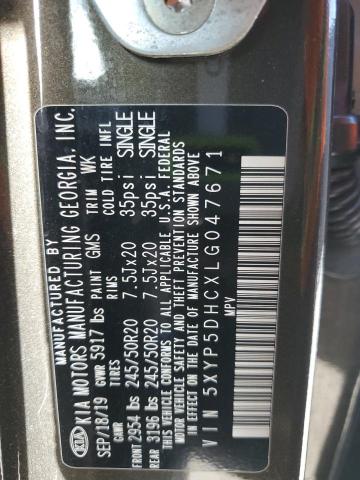 MANUFACTURED BY
KIA KIA MOTORS MANUFACTURING GEORGIA, INC.
SEP/18/19 GVWR 5917 lbs PAINT GMS TRIM WK
GAWR TIRES RIMS COLD TIRE INFL
FRONT 2954 lbs 245/50R20 7.5Jx20 35psi SINGLE
REAR 3196 lbs 245/50R20 7.5Jx20 35psi SINGLE
THIS VEHICLE CONFORMS TO ALL APPLICABLE U.S.A. FEDERAL
MOTOR VEHICLE SAFETY, BUMPER, AND THEFT PREVENTION STANDARDS
IN EFFECT ON THE DATE OF MANUFACTURE SHOWN ABOVE.
VIN 5XYP5DHCXLG047671
MPV